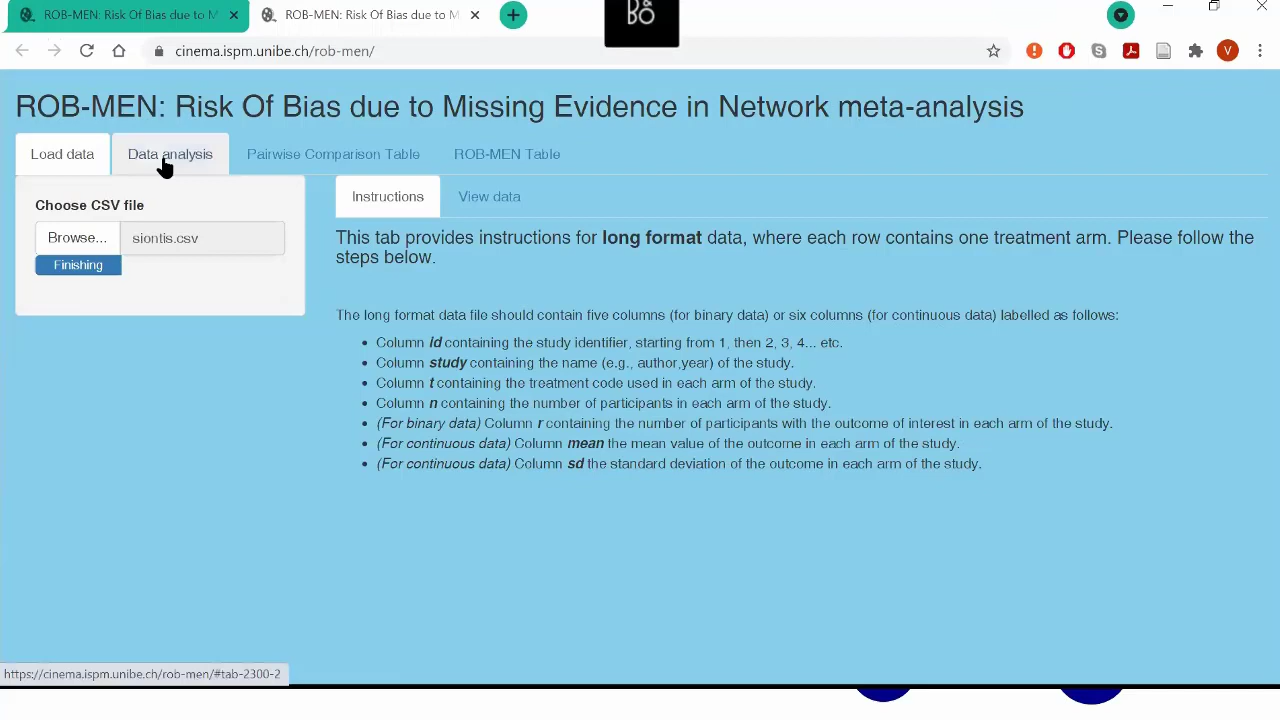 ROB-MEN: Risk Of Bias due to M
ROB-MEN: Risk Of Bias due to M
B&BO
cinema.ispm.unibe.ch/rob-men/
V
ROB-MEN: Risk Of Bias due to Missing Evidence in Network meta-analysis
Load data
Data analysis
Pairwise Comparison Table
ROB-MEN Table
Choose CSV file
Browse...
siontis.csv
Finishing
Instructions
View data
This tab provides instructions for long format data, where each row contains one treatment arm. Please follow the
steps below.
The long format data file should contain five columns (for binary data) or six columns (for continuous data) labelled as follows:
• Column id containing the study identifier, starting from 1, then 2, 3, 4... etc.
• Column study containing the name (e.g., author,year) of the study.
• Column t containing the treatment code used in each arm of the study.
• Column n containing the number of participants in each arm of the study.
• (For binary data) Column r containing the number of participants with the outcome of interest in each arm of the study.
• (For continuous data) Column mean the mean value of the outcome in each arm of the study.
• (For continuous data) Column sd the standard deviation of the outcome in each arm of the study.
https://cinema.ispm.unibe.ch/rob-men/#tab-2300-2